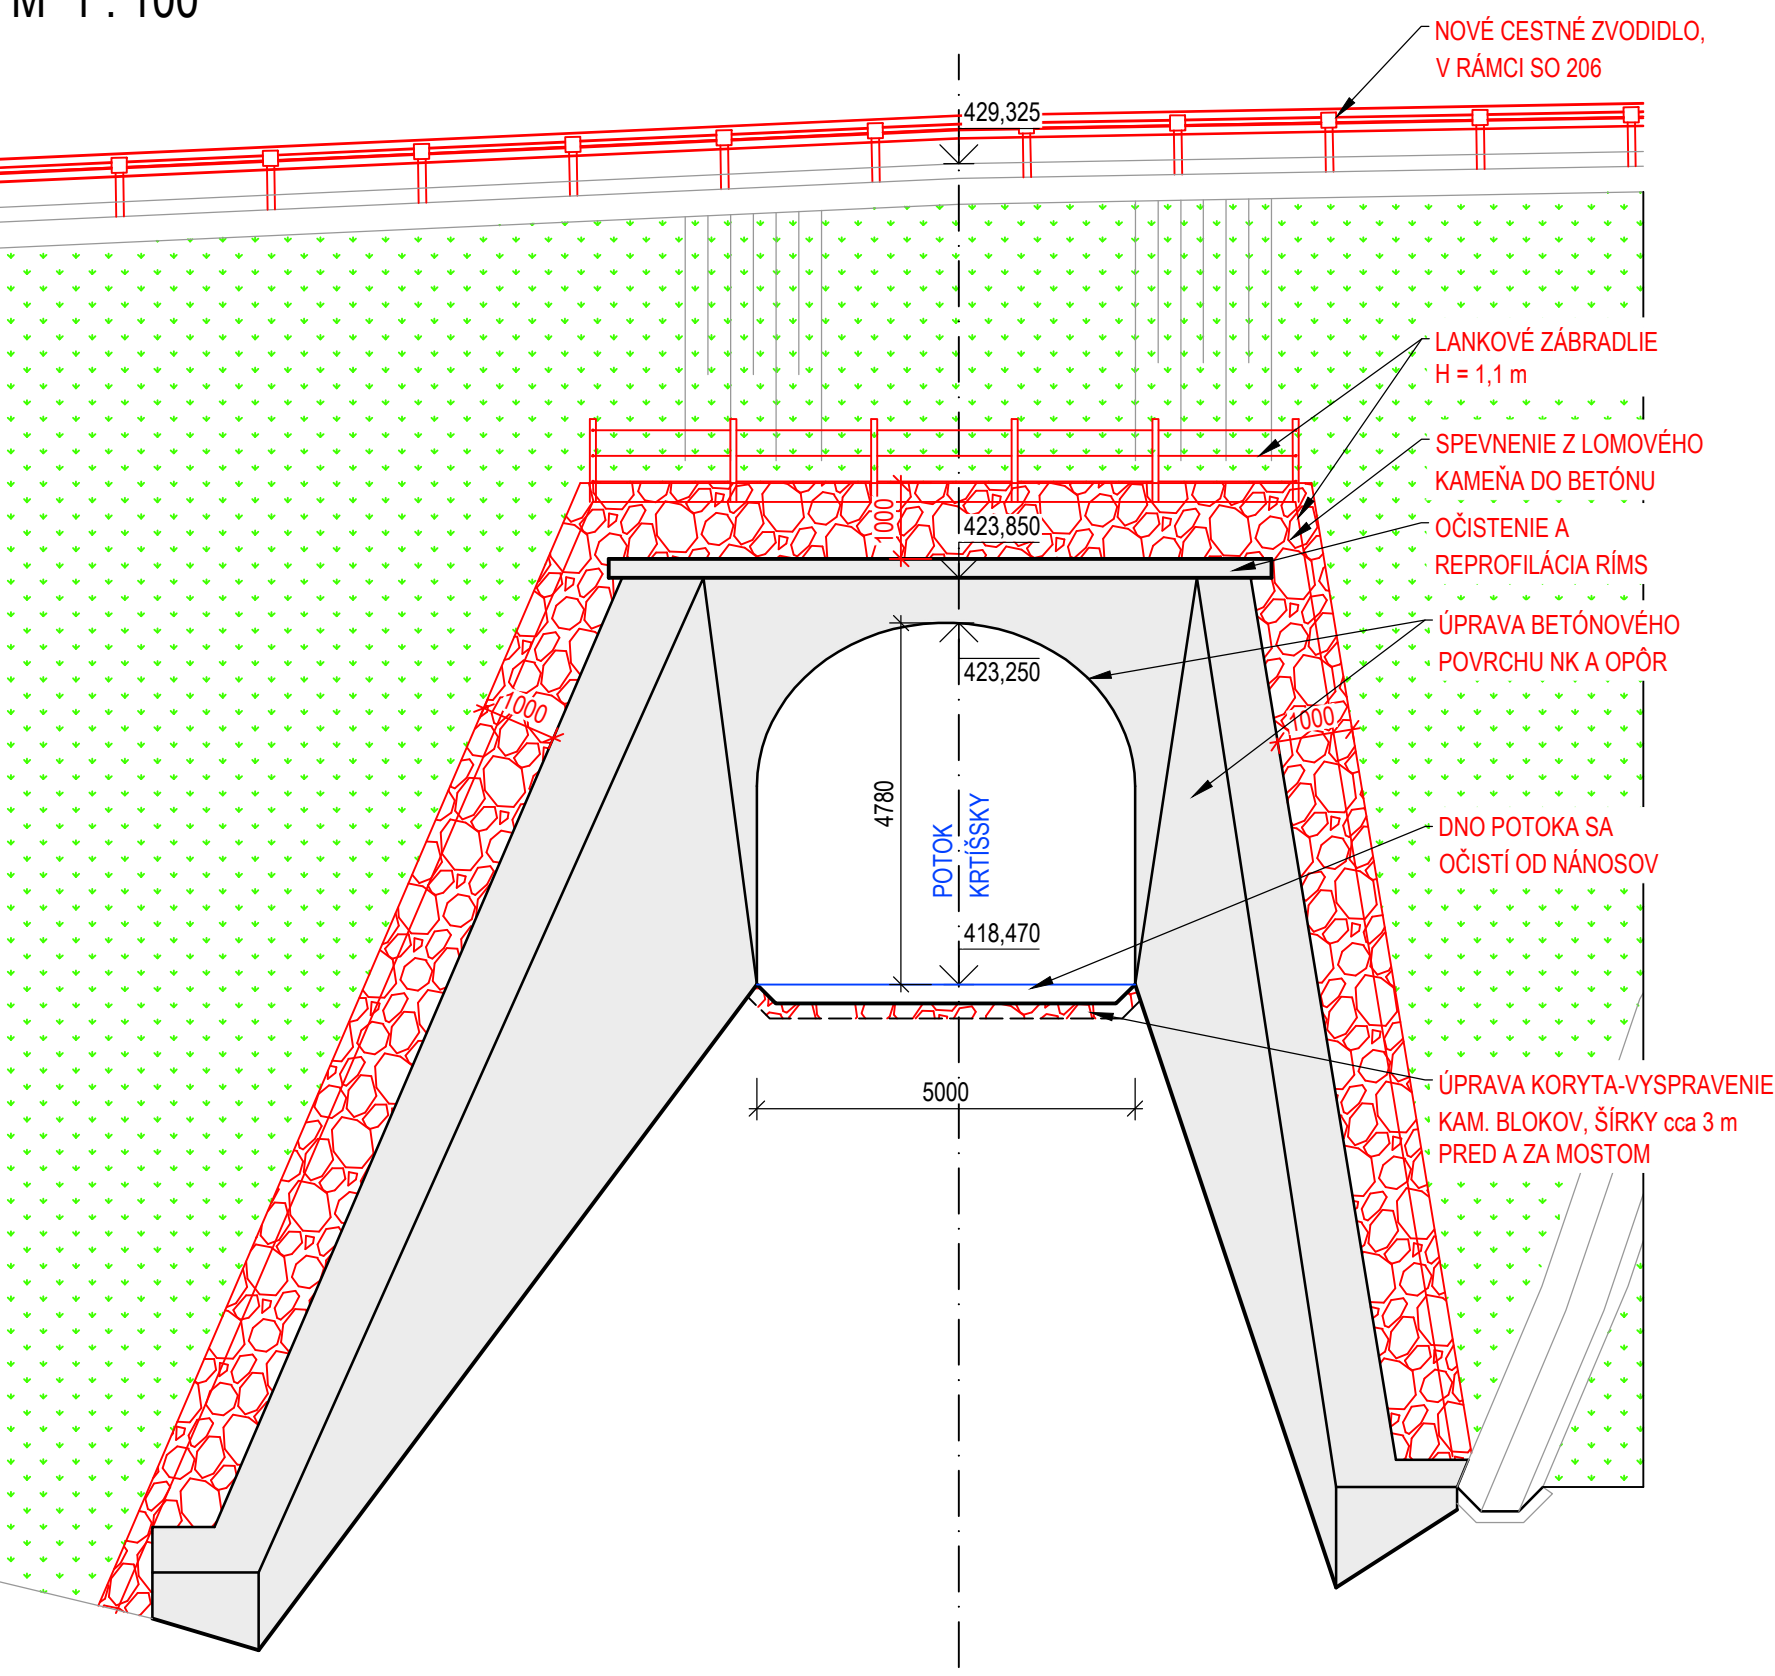 M 1 : 100
NOVÉ CESTNÉ ZVODIDLO,
V RÁMCI SO 206
429,325
LANKOVÉ ZÁBRADLIE
H = 1,1 m
SPEVNENIE Z LOMOVÉHO
KAMEŇA DO BETÓNU
1000
423,850
OČISTENIE A
REPROFILÁCIA RÍMS
ÚPRAVA BETÓNOVÉHO
POVRCHU NK A OPÔR
423,250
1000
1000
4780
POTOK
KRTÍŠSKY
DNO POTOKA SA
OČISTÍ OD NÁNOSOV
418,470
5000
ÚPRAVA KORYTA-VYSPRAVENIE
KAM. BLOKOV, ŠÍRKY cca 3 m
PRED A ZA MOSTOM